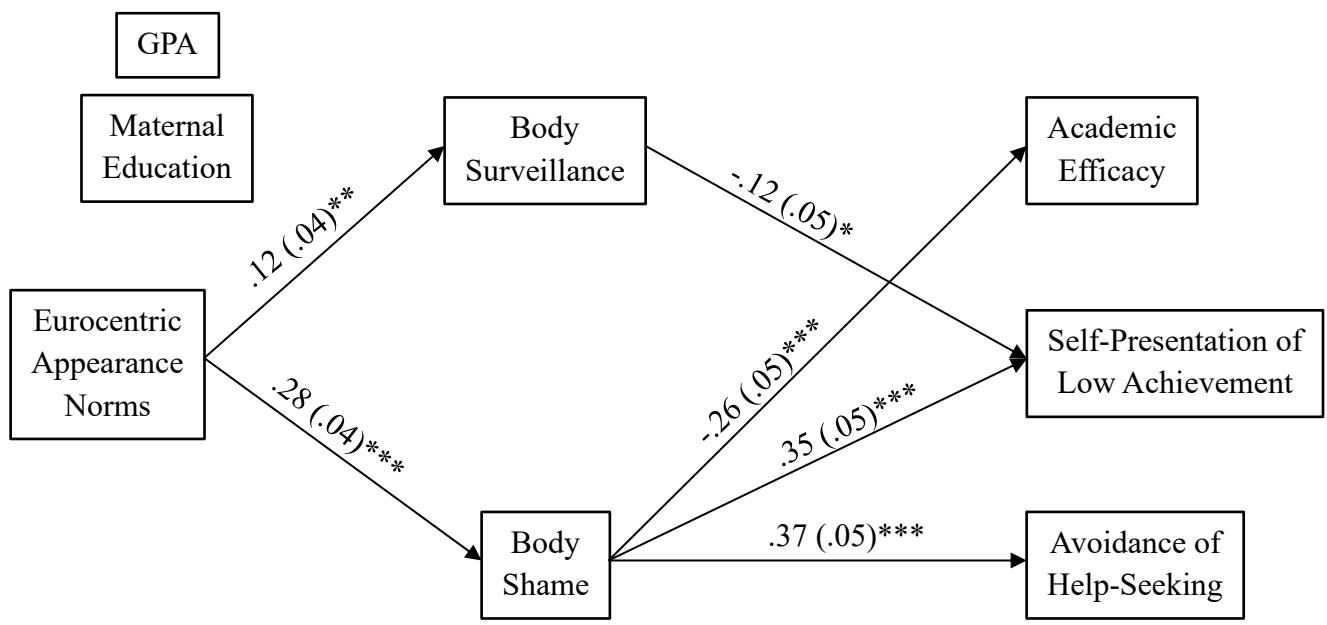 GPA
Maternal
Education
Body
Surveillance
Academic
Efficacy
.12 (.04)**
-.12 (.05)*
Eurocentric
Appearance
Norms
Self-Presentation of
Low Achievement
.28 (.04)***
-.26 (.05)***
.35 (.05)***
Body
Shame
.37 (.05)***
Avoidance of
Help-Seeking